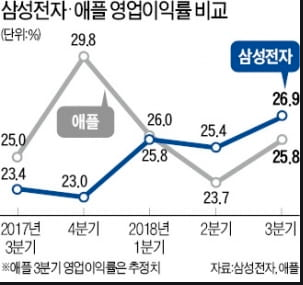 삼성전자·애플 영업이익률 비교
(단위:%)
29.8
삼성전자
애플
26.9
25.0
26.0
25.4
23.4
23.0
25.8
23.7
25.8
2017년 3분기
4분기
2018년 1분기
2분기
3분기
※애플 3분기 영업이익률은 추정치
자료:삼성전자, 애플